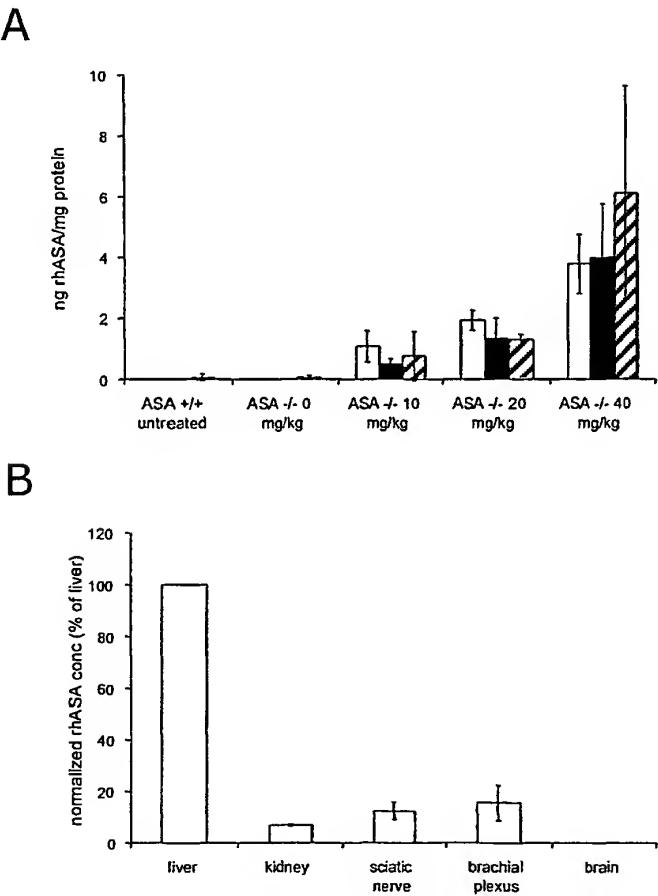 A
ng rhASA/mg protein
10
8
6
4
2
0
ASA +/+ ASA -/- 0 ASA -/- 10 ASA -/- 20 ASA -/- 40
untreated mg/kg mg/kg mg/kg mg/kg
B
normalized rhASA conc (% of liver)
120
100
80
60
40
20
0
liver kidney sciatic brachial brain
nerve plexus